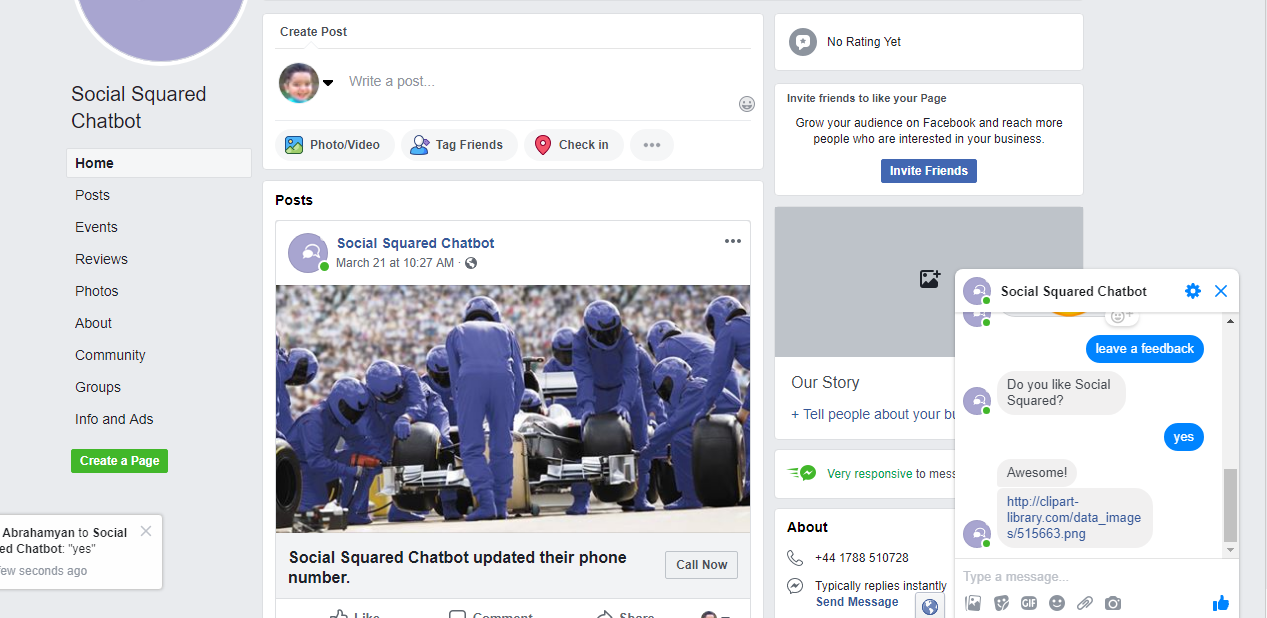 Social Squared
Chatbot
Home
Posts
Events
Reviews
Photos
About
Community
Groups
Info and Ads
Create a Page
Abrahamyan to Social
ed Chatbot: "yes"
few seconds ago
Create Post
Write a post...
Photo/Video
Tag Friends
Check in
Posts
Social Squared Chatbot
March 21 at 10:27 AM ·
Social Squared Chatbot updated their phone
number.
Call Now
Like
Comment
Share
No Rating Yet
Invite friends to like your Page
Grow your audience on Facebook and reach more
people who are interested in your business.
Invite Friends
Our Story
+ Tell people about your bu
Very responsive to mess
About
+44 1788 510728
Typically replies instantly
Send Message
Social Squared Chatbot
leave a feedback
Do you like Social
Squared?
yes
Awesome!
http://clipart-
library.com/data_image
s/515663.png
Type a message...
GIF